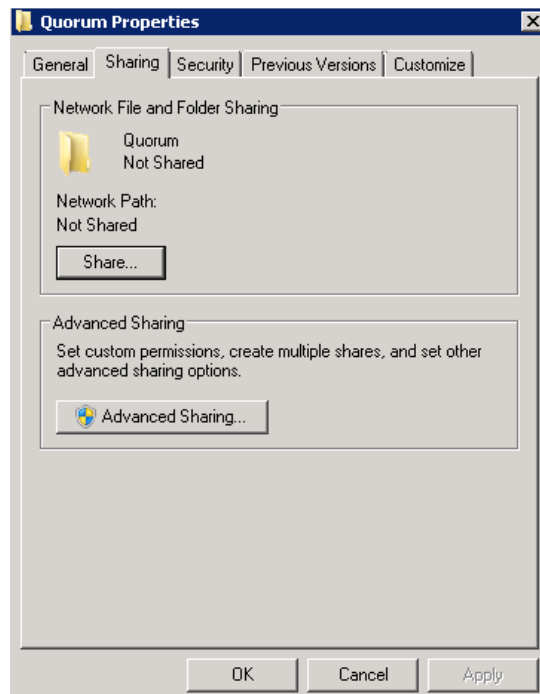 Quorum Properties
General
Sharing
Security
Previous Versions
Customize
Network File and Folder Sharing
Quorum
Not Shared
Network Path:
Not Shared
Share...
Advanced Sharing
Set custom permissions, create multiple shares, and set other
advanced sharing options.
Advanced Sharing...
OK
Cancel
Apply